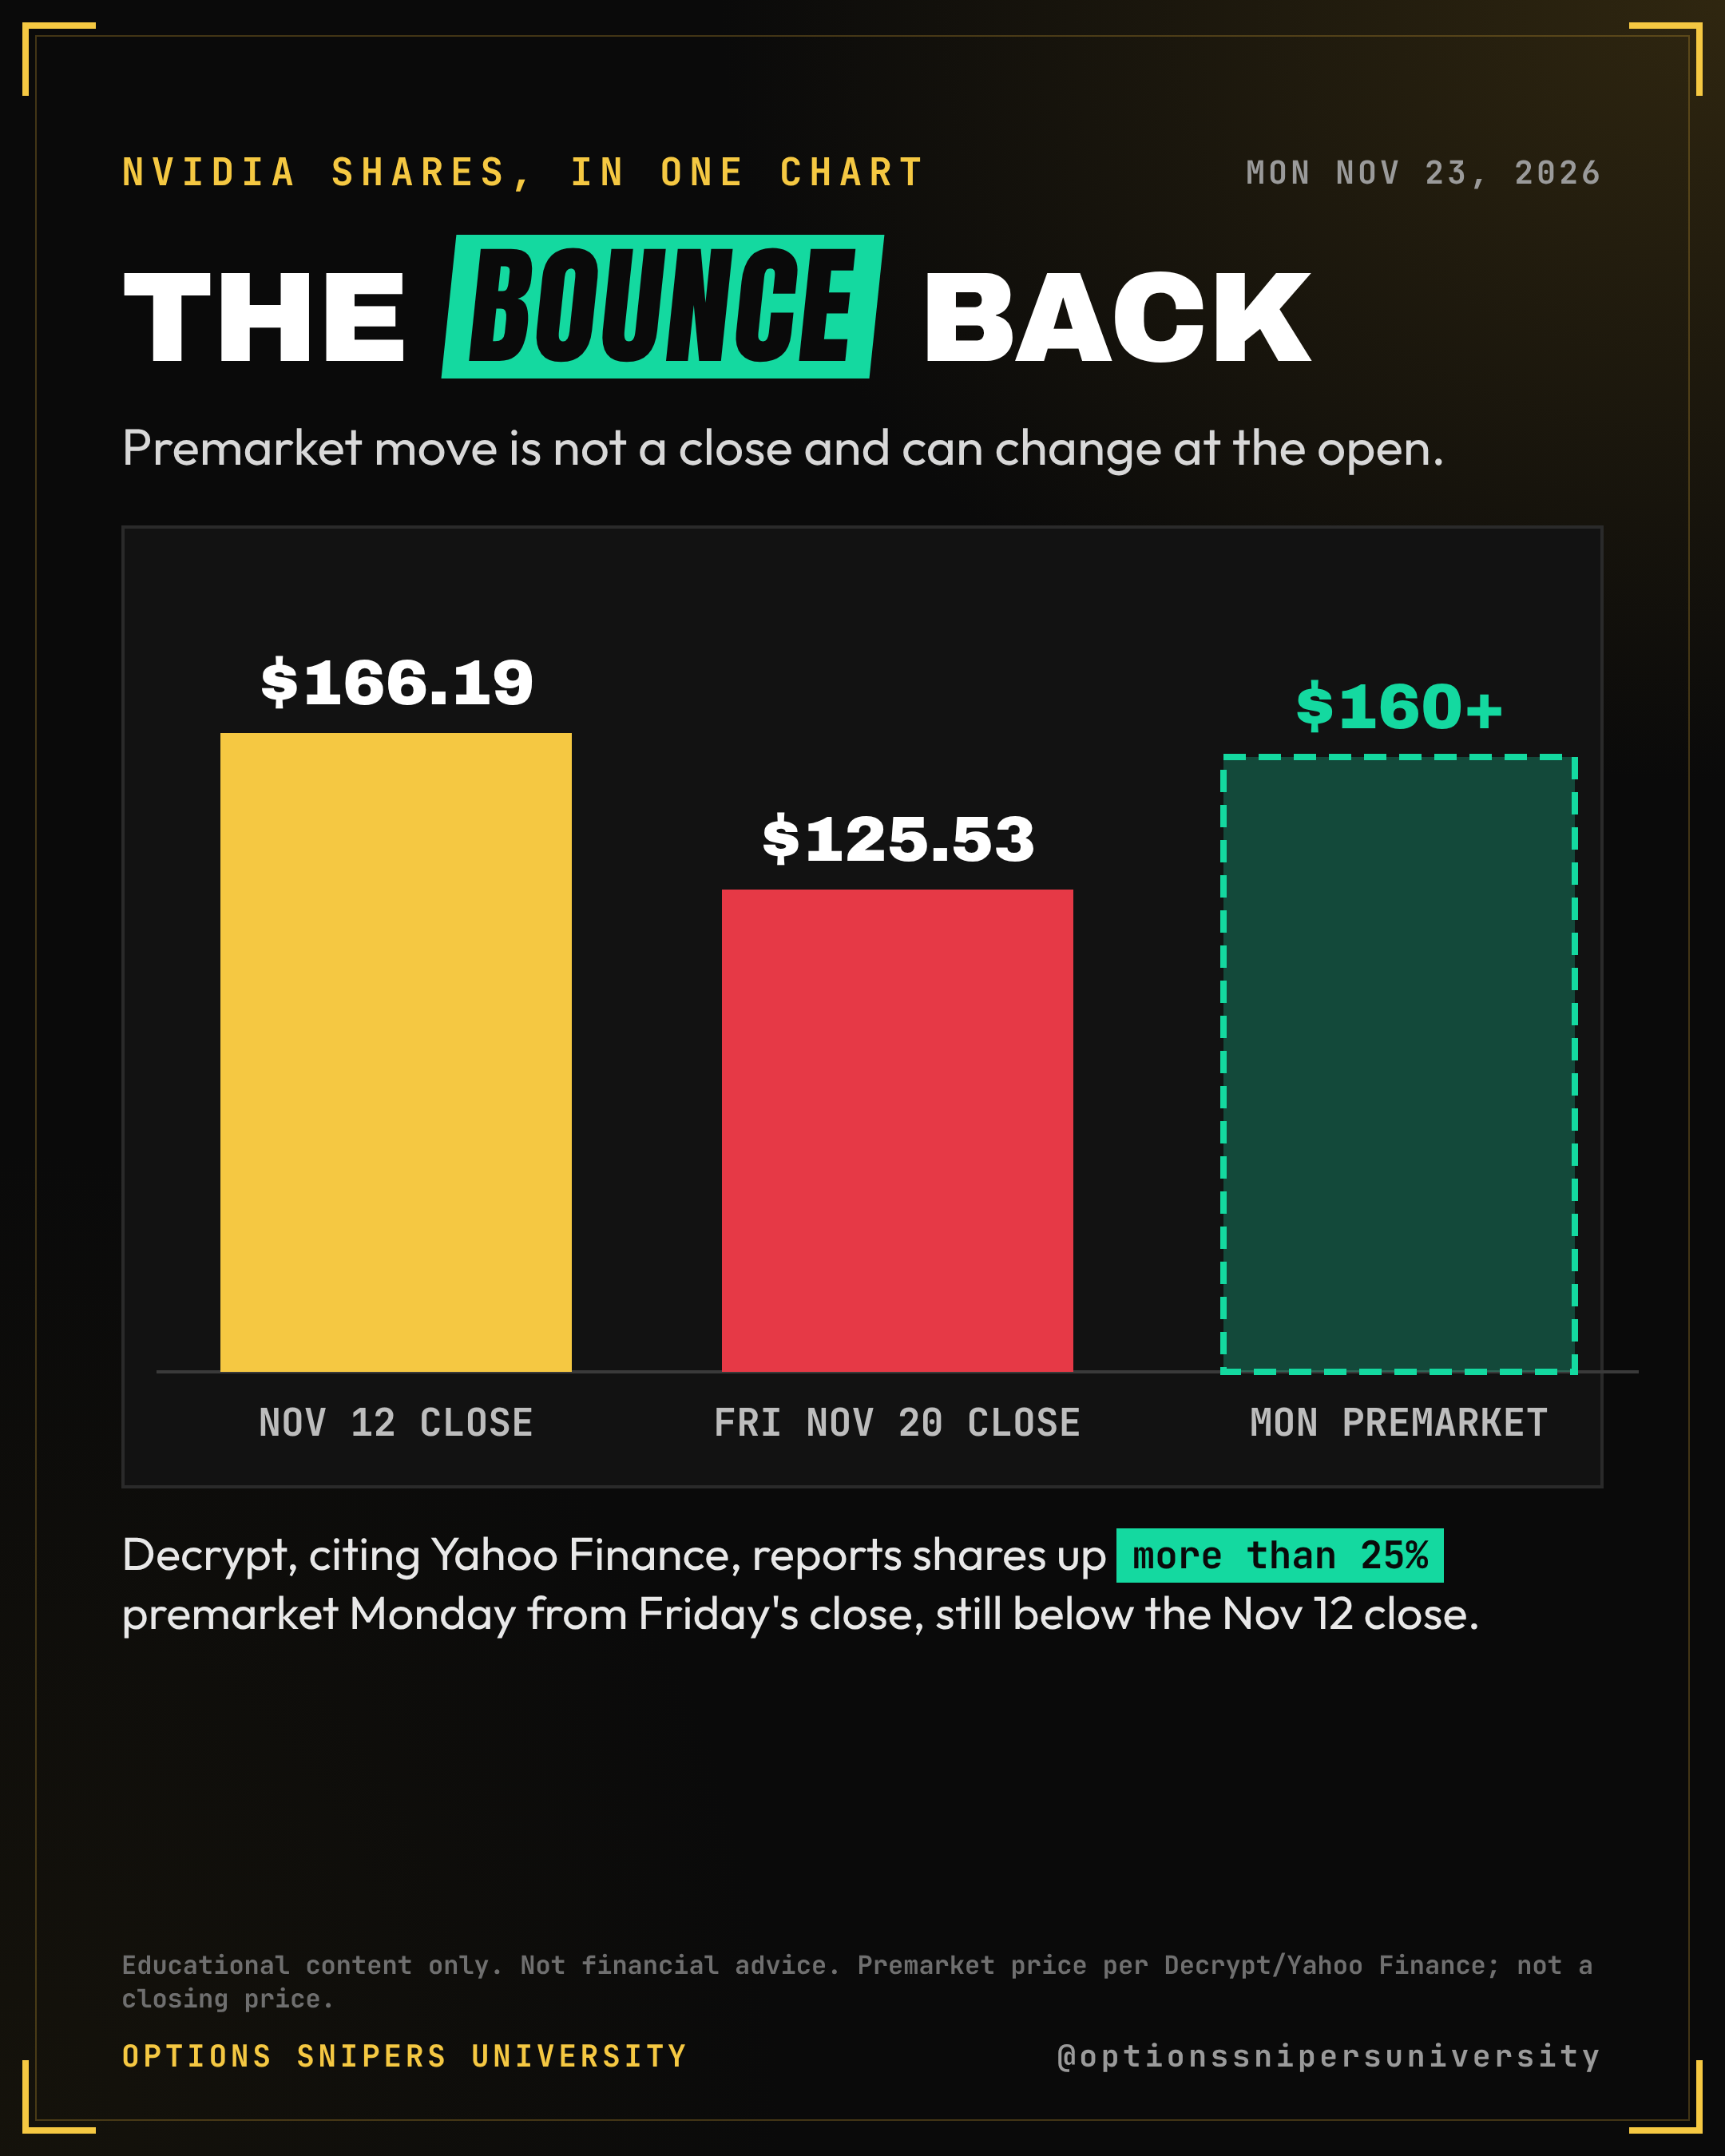 NVIDIA SHARES, IN ONE CHART
MON NOV 23, 2026
THE BOUNCE BACK
Premarket move is not a close and can change at the open.
$166.19
$125.53
$160+
NOV 12 CLOSE
FRI NOV 20 CLOSE
MON PREMARKET
Decrypt, citing Yahoo Finance, reports shares up more than 25%
premarket Monday from Friday's close, still below the Nov 12 close.
Educational content only. Not financial advice. Premarket price per Decrypt/Yahoo Finance; not a
closing price.
OPTIONS SNIPERS UNIVERSITY
@optionssnipersuniversity